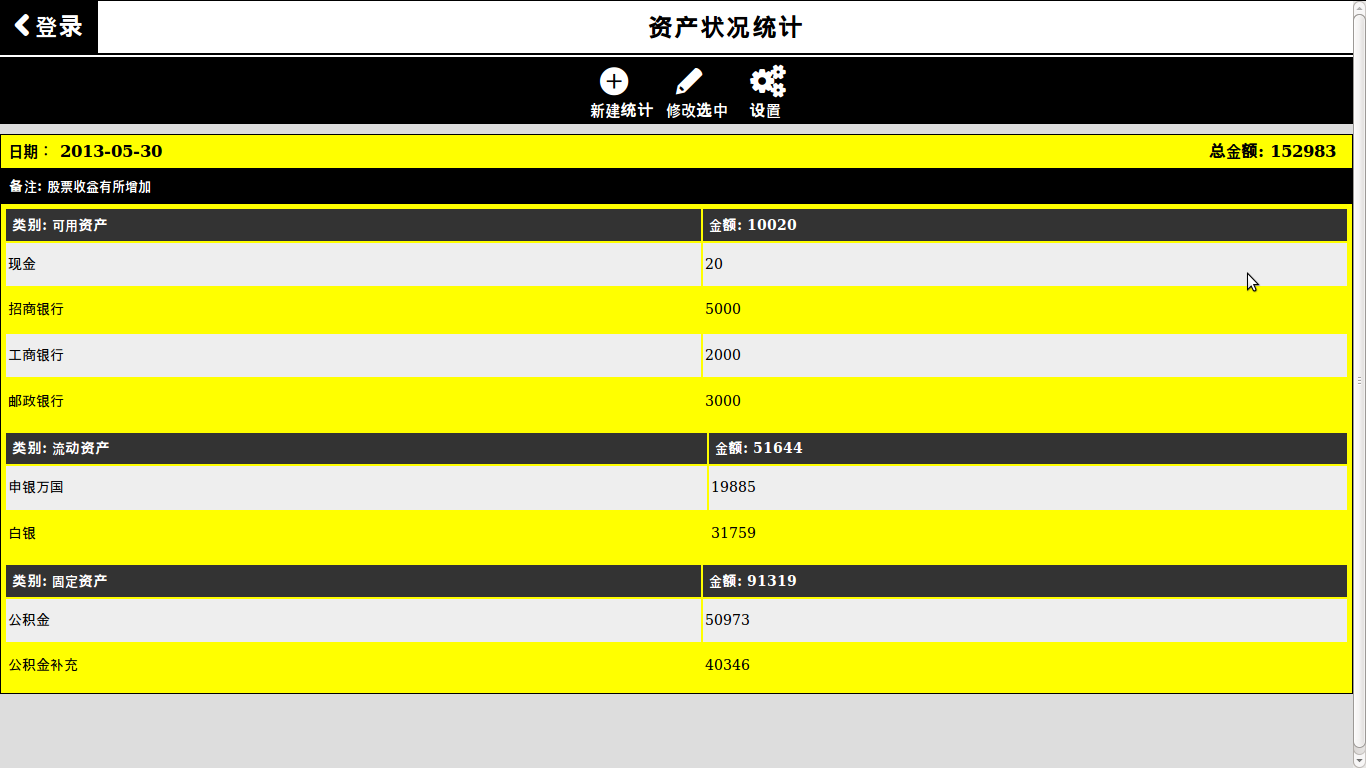 登录
资产状况统计
新建统计 修改选中 设置
日期： 2013-05-30 总金额: 152983
备注: 股票收益有所增加
类别: 可用资产 金额: 10020
现金 20
招商银行 5000
工商银行 2000
邮政银行 3000
类别: 流动资产 金额: 51644
申银万国 19885
白银 31759
类别: 固定资产 金额: 91319
公积金 50973
公积金补充 40346